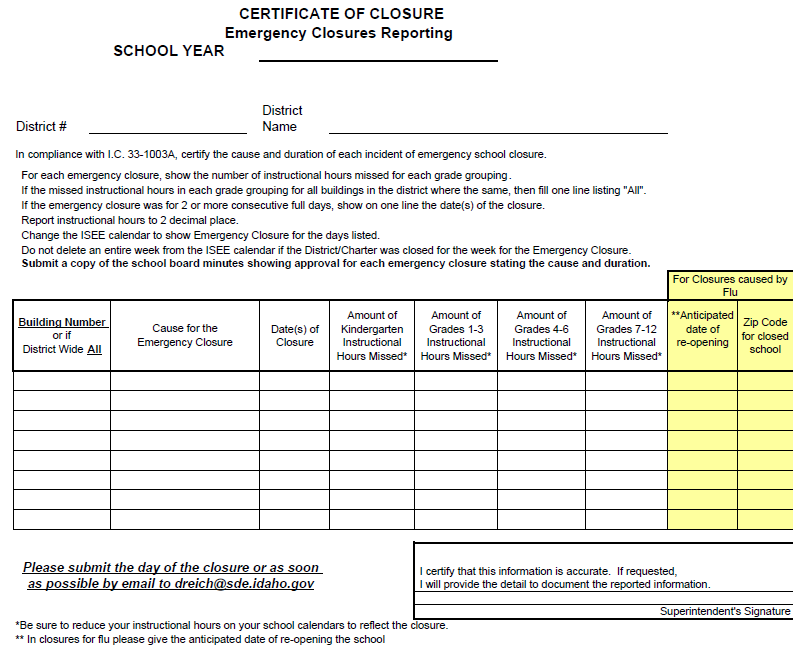 CERTIFICATE OF CLOSURE
Emergency Closures Reporting
SCHOOL YEAR
District #
District
Name
In compliance with I.C. 33-1003A, certify the cause and duration of each incident of emergency school closure.
For each emergency closure, show the number of instructional hours missed for each grade grouping.
If the missed instructional hours in each grade grouping for all buildings in the district where the same, then fill one line listing "All".
If the emergency closure was for 2 or more consecutive full days, show on one line the date(s) of the closure.
Report instructional hours to 2 decimal place.
Change the ISEE calendar to show Emergency Closure for the days listed.
Do not delete an entire week from the ISEE calendar if the District/Charter was closed for the week for the Emergency Closure.
Submit a copy of the school board minutes showing approval for each emergency closure stating the cause and duration.
For Closures caused by
Flu
Building Number
or if
District Wide All
Cause for the
Emergency Closure
Date(s) of
Closure
Amount of
Kindergarten
Instructional
Hours Missed*
Amount of
Grades 1-3
Instructional
Hours Missed*
Amount of
Grades 4-6
Instructional
Hours Missed*
Amount of
Grades 7-12
Instructional
Hours Missed*
**Anticipated
date of
re-opening
Zip Code
for closed
school
Please submit the day of the closure or as soon
as possible by email to dreich@sde.idaho.gov
I certify that this information is accurate. If requested,
I will provide the detail to document the reported information.
Superintendent's Signature
*Be sure to reduce your instructional hours on your school calendars to reflect the closure.
** In closures for flu please give the anticipated date of re-opening the school